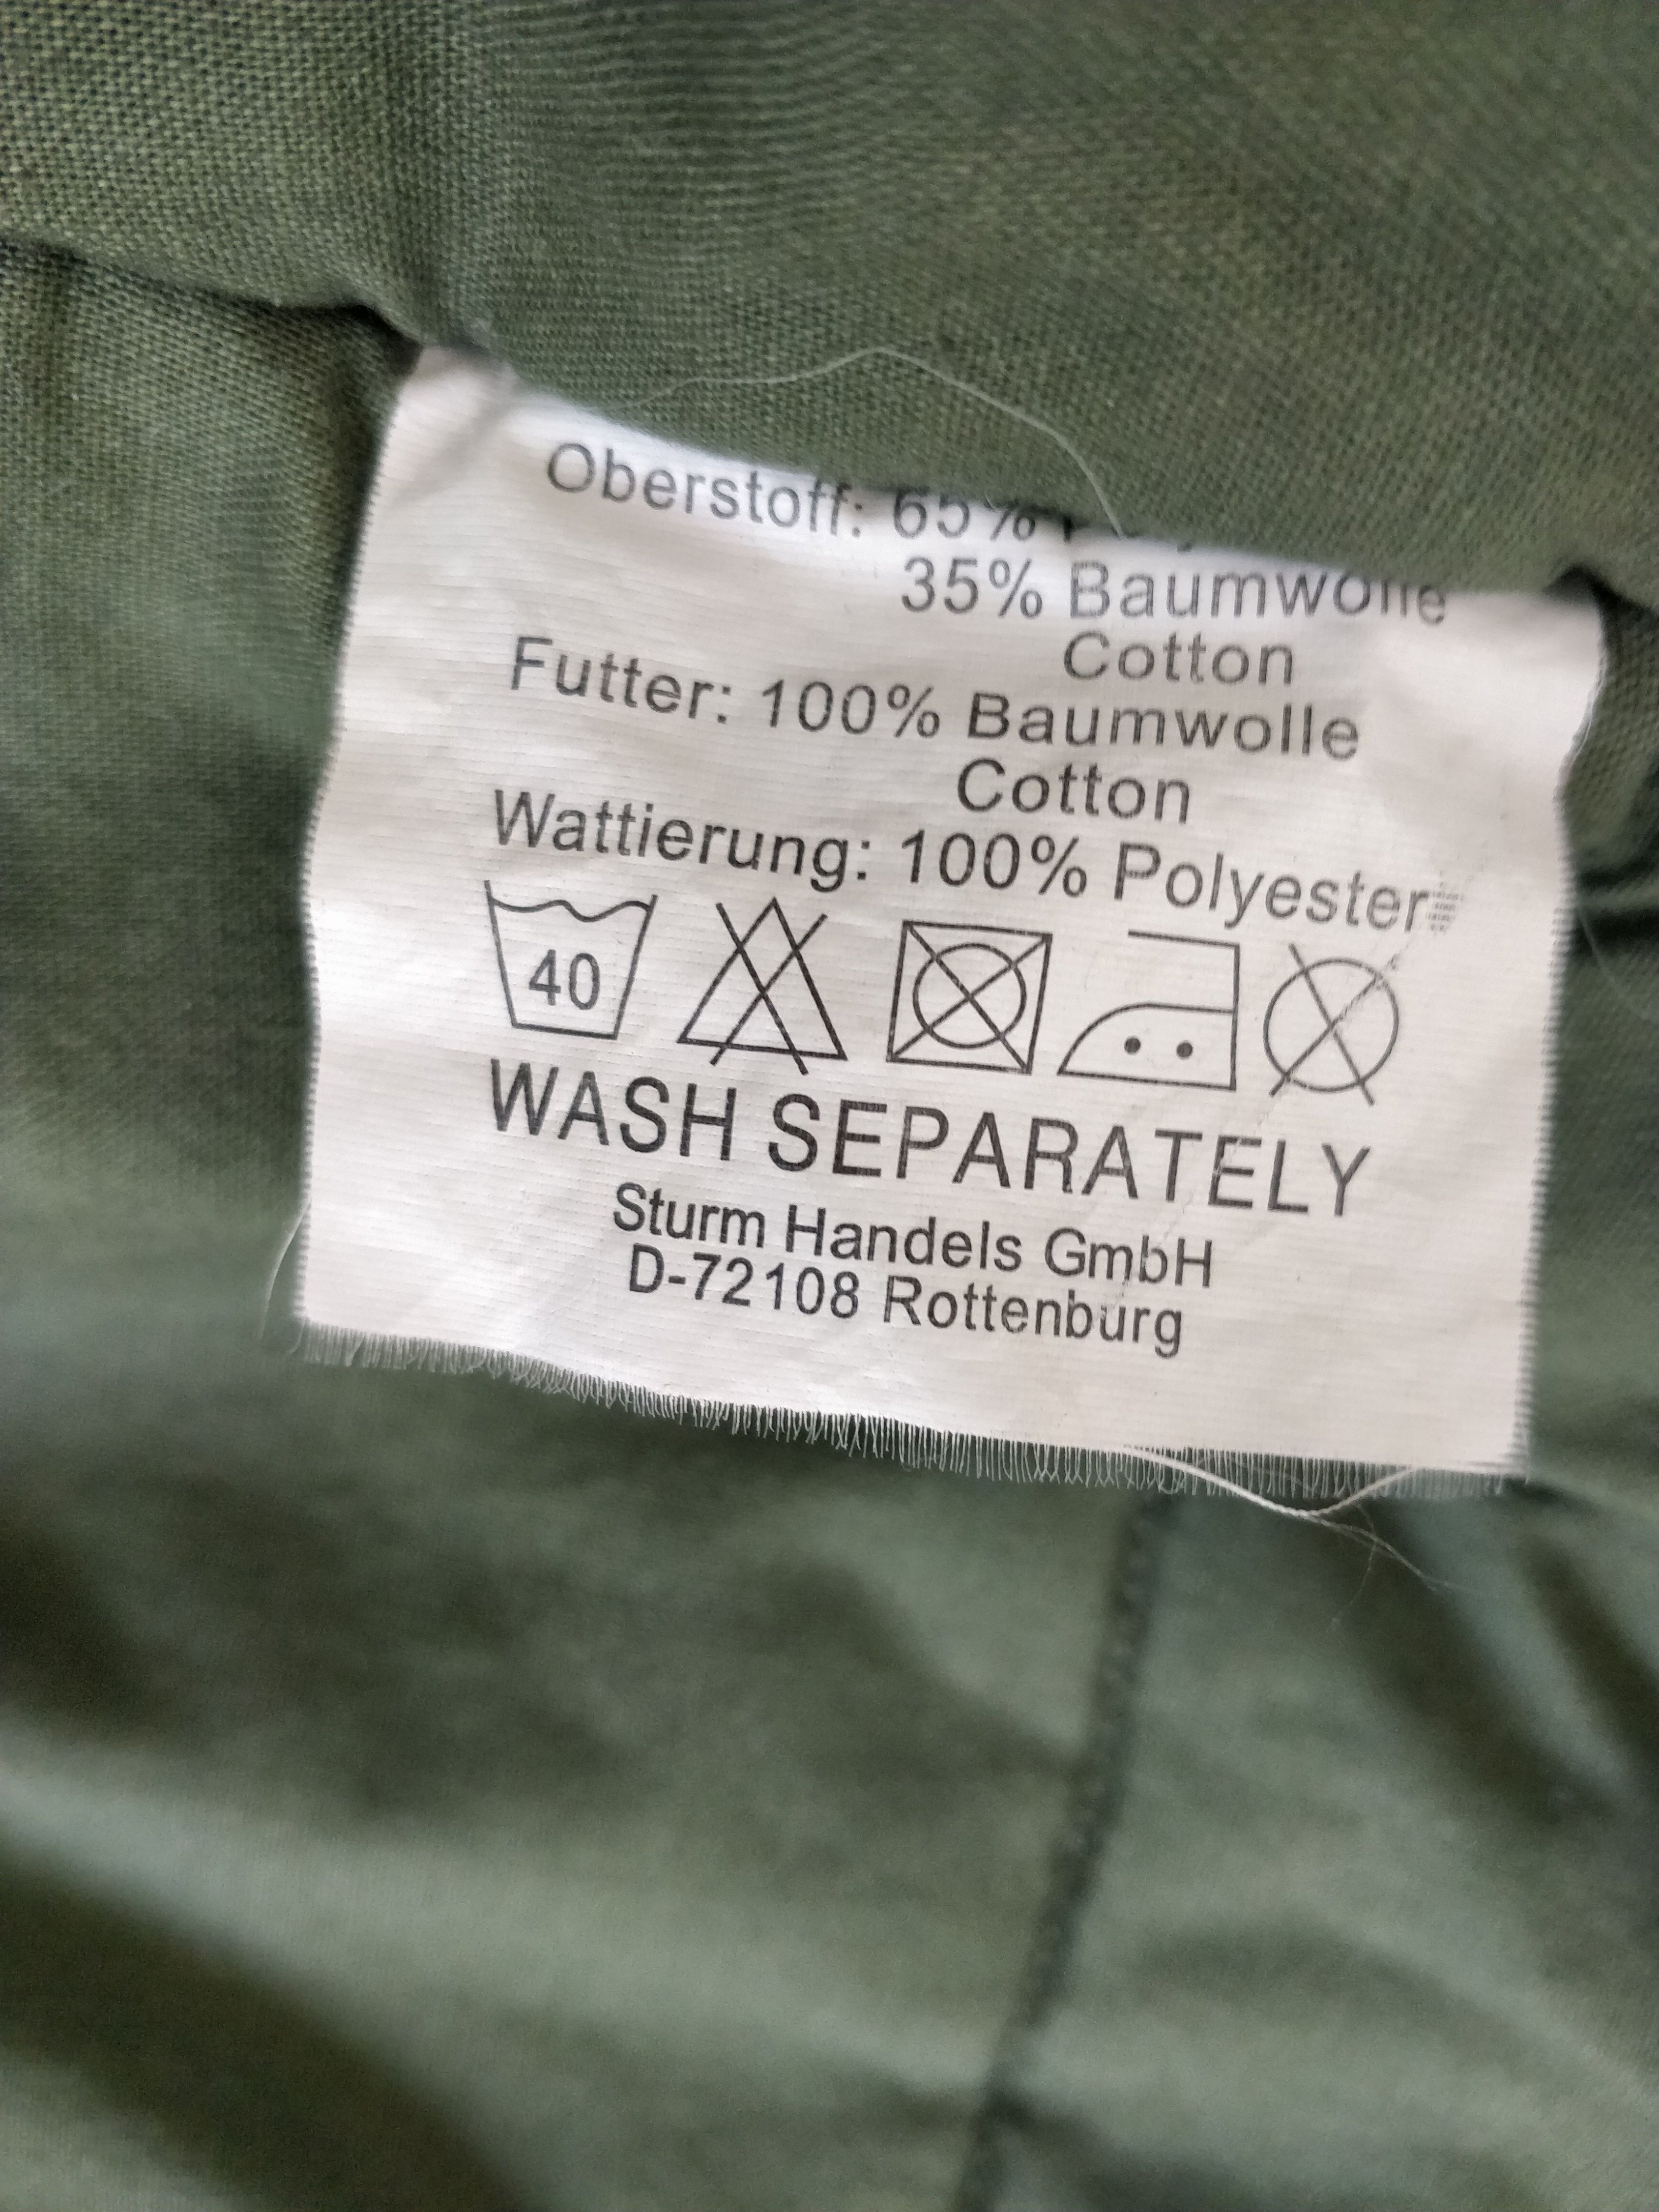 Oberstoff: 65%
35% Baumwolle
Cotton
Futter: 100% Baumwolle
Cotton
Wattierung: 100% Polyester
40
WASH SEPARATELY
Sturm Handels GmbH
D-72108 Rottenburg